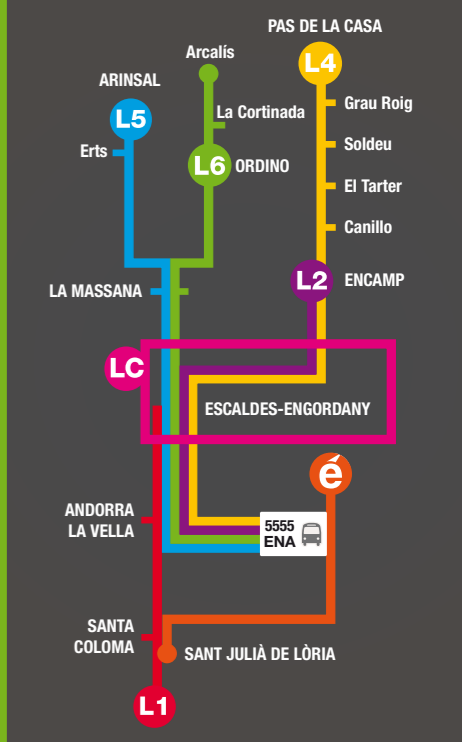 PAS DE LA CASA
Arcalís
L4
ARINSAL
Grau Roig
La Cortinada
L5
Soldeu
Erts
L6
ORDINO
El Tarter
Canillo
L2
ENCAMP
LA MASSANA
LC
ESCALDES-ENGORDANY
é
ANDORRA
LA VELLA
5555
ENA
SANTA
COLOMA
SANT JULIÀ DE LÒRIA
L1